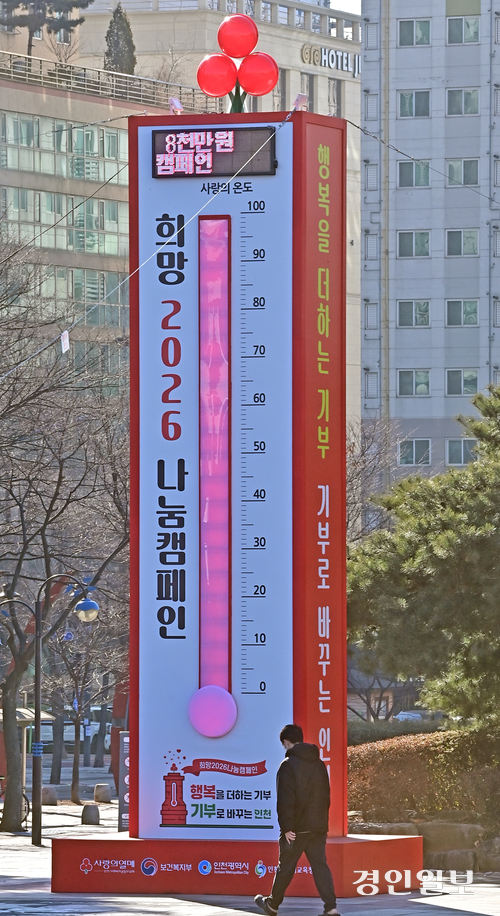 HOTEL
8천만원
캠페인
사랑의 온도
희망 2026 나눔캠페인
100
90
80
70
60
50
40
30
20
10
0
행복을 더하는 기부 기부로 바꾸는 인
희망2026나눔캠페인
행복을 더하는 기부
기부로 바꾸는 인천
사랑의열매
보건복지부
인천광역시
교육청
경인일보